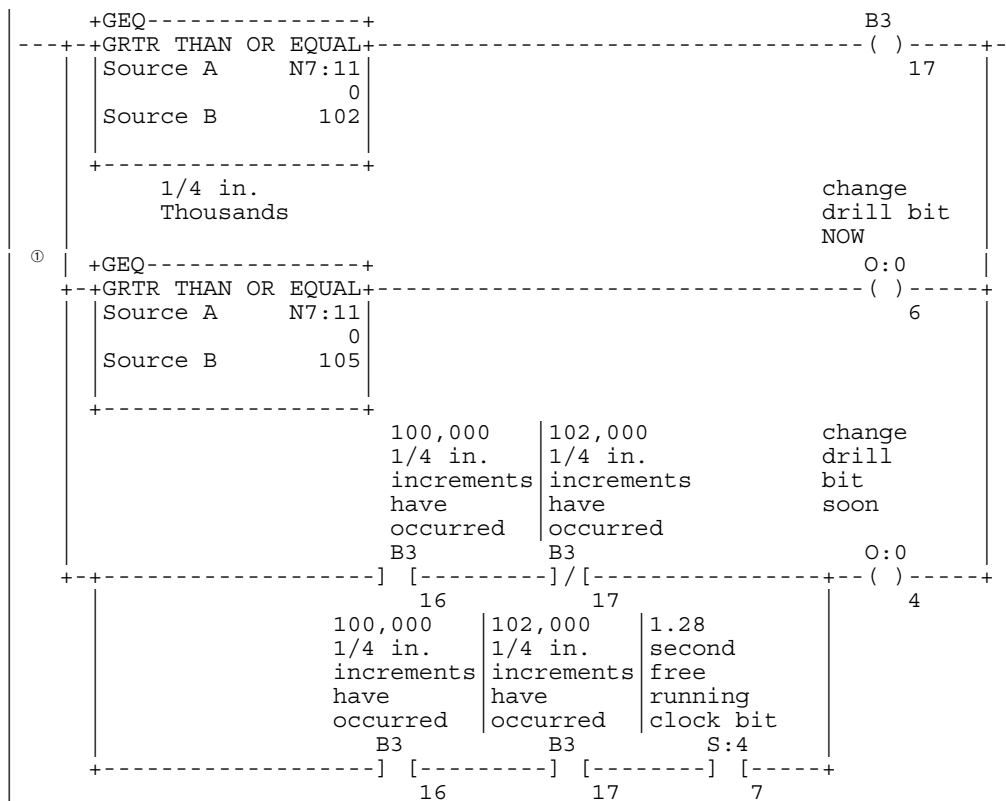 +GEQ---------------+                                   B3
---+-+GRTR THAN OR EQUAL+----------------------------------( )-----+-
|Source A     N7:11|                                      17
|                 0|
|Source B       102|
+------------------+
1/4 in.                                     change
Thousands                                   drill bit
NOW
① | +GEQ---------------+                                   O:0
+-+GRTR THAN OR EQUAL+----------------------------------( )-----+
|Source A     N7:11|                                      6
|                 0|
|Source B       105|
+------------------+
100,000   |102,000            change
1/4 in.   |1/4 in.            drill
increments|increments         bit
have      |have               soon
occurred  |occurred
B3         B3                     O:0
+-+-------------------] [---------]/[----------------+--( )-----+
16         17                      4
100,000   |102,000   |1.28
1/4 in.   |1/4 in.   |second
increments|increments|free
have      |have      |running
occurred  |occurred  |clock bit
B3         B3         S:4
+-------------------] [---------] [--------] [-----+
16         17         7